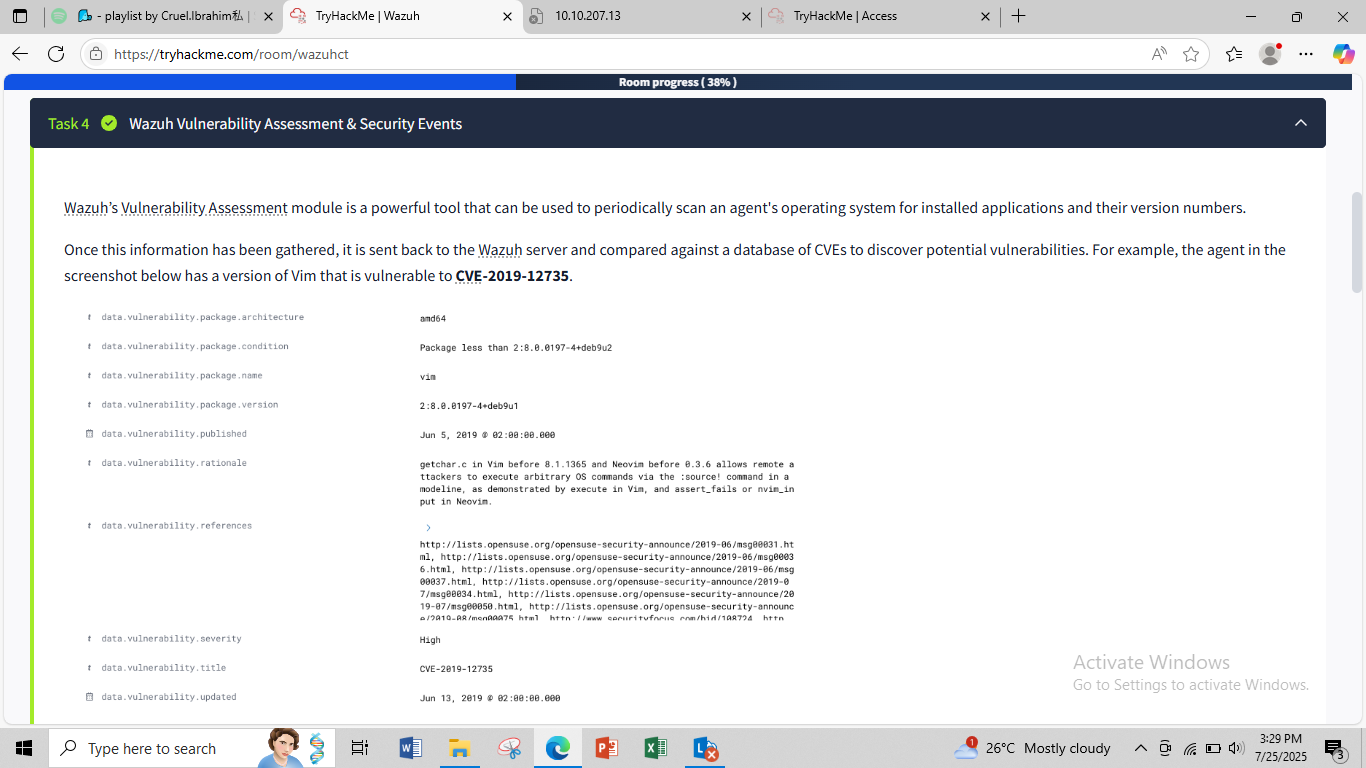 - playlist by Cruel.Ibrahim私 |
TryHackMe | Wazuh
10.10.207.13
TryHackMe | Access
https://tryhackme.com/room/wazuhct
Room progress ( 38% )
Task 4 Wazuh Vulnerability Assessment & Security Events
Wazuh's Vulnerability Assessment module is a powerful tool that can be used to periodically scan an agent's operating system for installed applications and their version numbers.
Once this information has been gathered, it is sent back to the Wazuh server and compared against a database of CVEs to discover potential vulnerabilities. For example, the agent in the
screenshot below has a version of Vim that is vulnerable to CVE-2019-12735.
t data.vulnerability.package.architecture amd64
t data.vulnerability.package.condition Package less than 2:8.0.0197-4+deb9u2
t data.vulnerability.package.name vim
t data.vulnerability.package.version 2:8.0.0197-4+deb9u1
data.vulnerability.published Jun 5, 2019 @ 02:00:00.000
t data.vulnerability.rationale getchar.c in Vim before 8.1.1365 and Neovim before 0.3.6 allows remote a
ttackers to execute arbitrary OS commands via the :source! command in a
modeline, as demonstrated by execute in Vim, and assert_fails or nvim_in
put in Neovim.
t data.vulnerability.references
http://lists.opensuse.org/opensuse-security-announce/2019-06/msg00031.ht
ml, http://lists.opensuse.org/opensuse-security-announce/2019-06/msg0003
6.html, http://lists.opensuse.org/opensuse-security-announce/2019-06/msg
00037.html, http://lists.opensuse.org/opensuse-security-announce/2019-0
7/msg00034.html, http://lists.opensuse.org/opensuse-security-announce/20
19-07/msg00050.html, http://lists.opensuse.org/opensuse-security-announc
e/2019-08/msg00075.html, http://www.securityfocus.com/bid/108724, http
t data.vulnerability.severity High
t data.vulnerability.title CVE-2019-12735
data.vulnerability.updated Jun 13, 2019 @ 02:00:00.000
Activate Windows
Go to Settings to activate Windows.
Type here to search
26°C Mostly cloudy
3:29 PM
7/25/2025